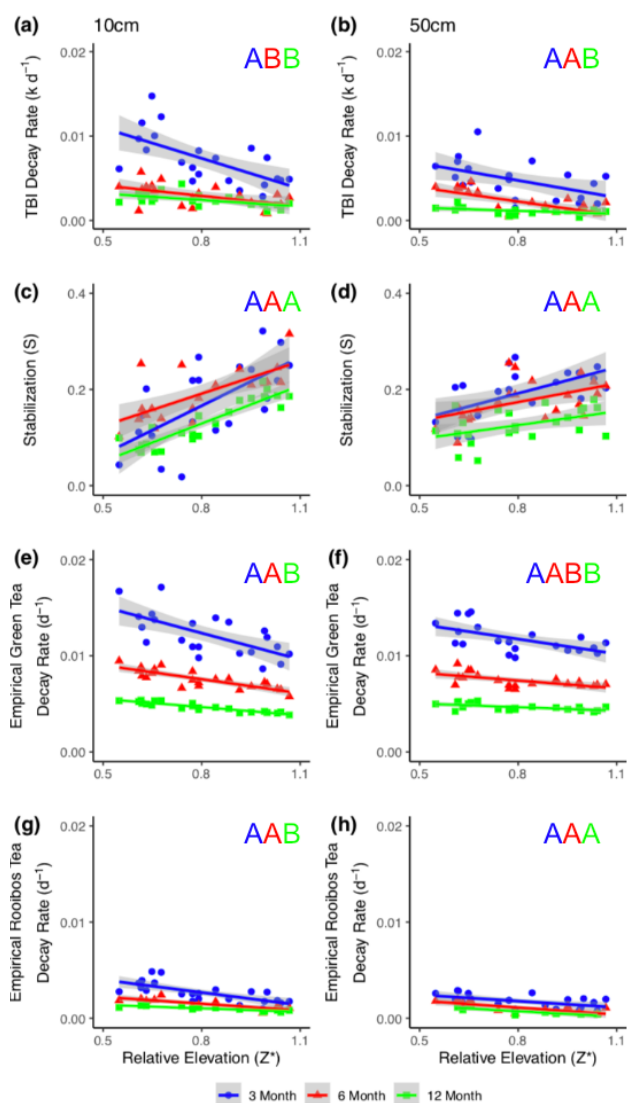 (a) 10cm
ABB
TBI Decay Rate (k d⁻¹)
0.02
0.01
0.00
0.5 0.8 1.1
(b) 50cm
AAB
TBI Decay Rate (k d⁻¹)
0.02
0.01
0.00
0.5 0.8 1.1
(c)
AAA
Stabilization (S)
0.4
0.2
0.0
0.5 0.8 1.1
(d)
AAA
Stabilization (S)
0.4
0.2
0.0
0.5 0.8 1.1
(e)
AAB
Empirical Green Tea
Decay Rate (d⁻¹)
0.02
0.01
0.00
0.5 0.8 1.1
(f)
AABB
Empirical Green Tea
Decay Rate (d⁻¹)
0.02
0.01
0.00
0.5 0.8 1.1
(g)
AAB
Empirical Rooibos Tea
Decay Rate (d⁻¹)
0.02
0.01
0.00
0.5 0.8 1.1
Relative Elevation (Z*)
(h)
AAA
Empirical Rooibos Tea
Decay Rate (d⁻¹)
0.02
0.01
0.00
0.5 0.8 1.1
Relative Elevation (Z*)
3 Month 6 Month 12 Month